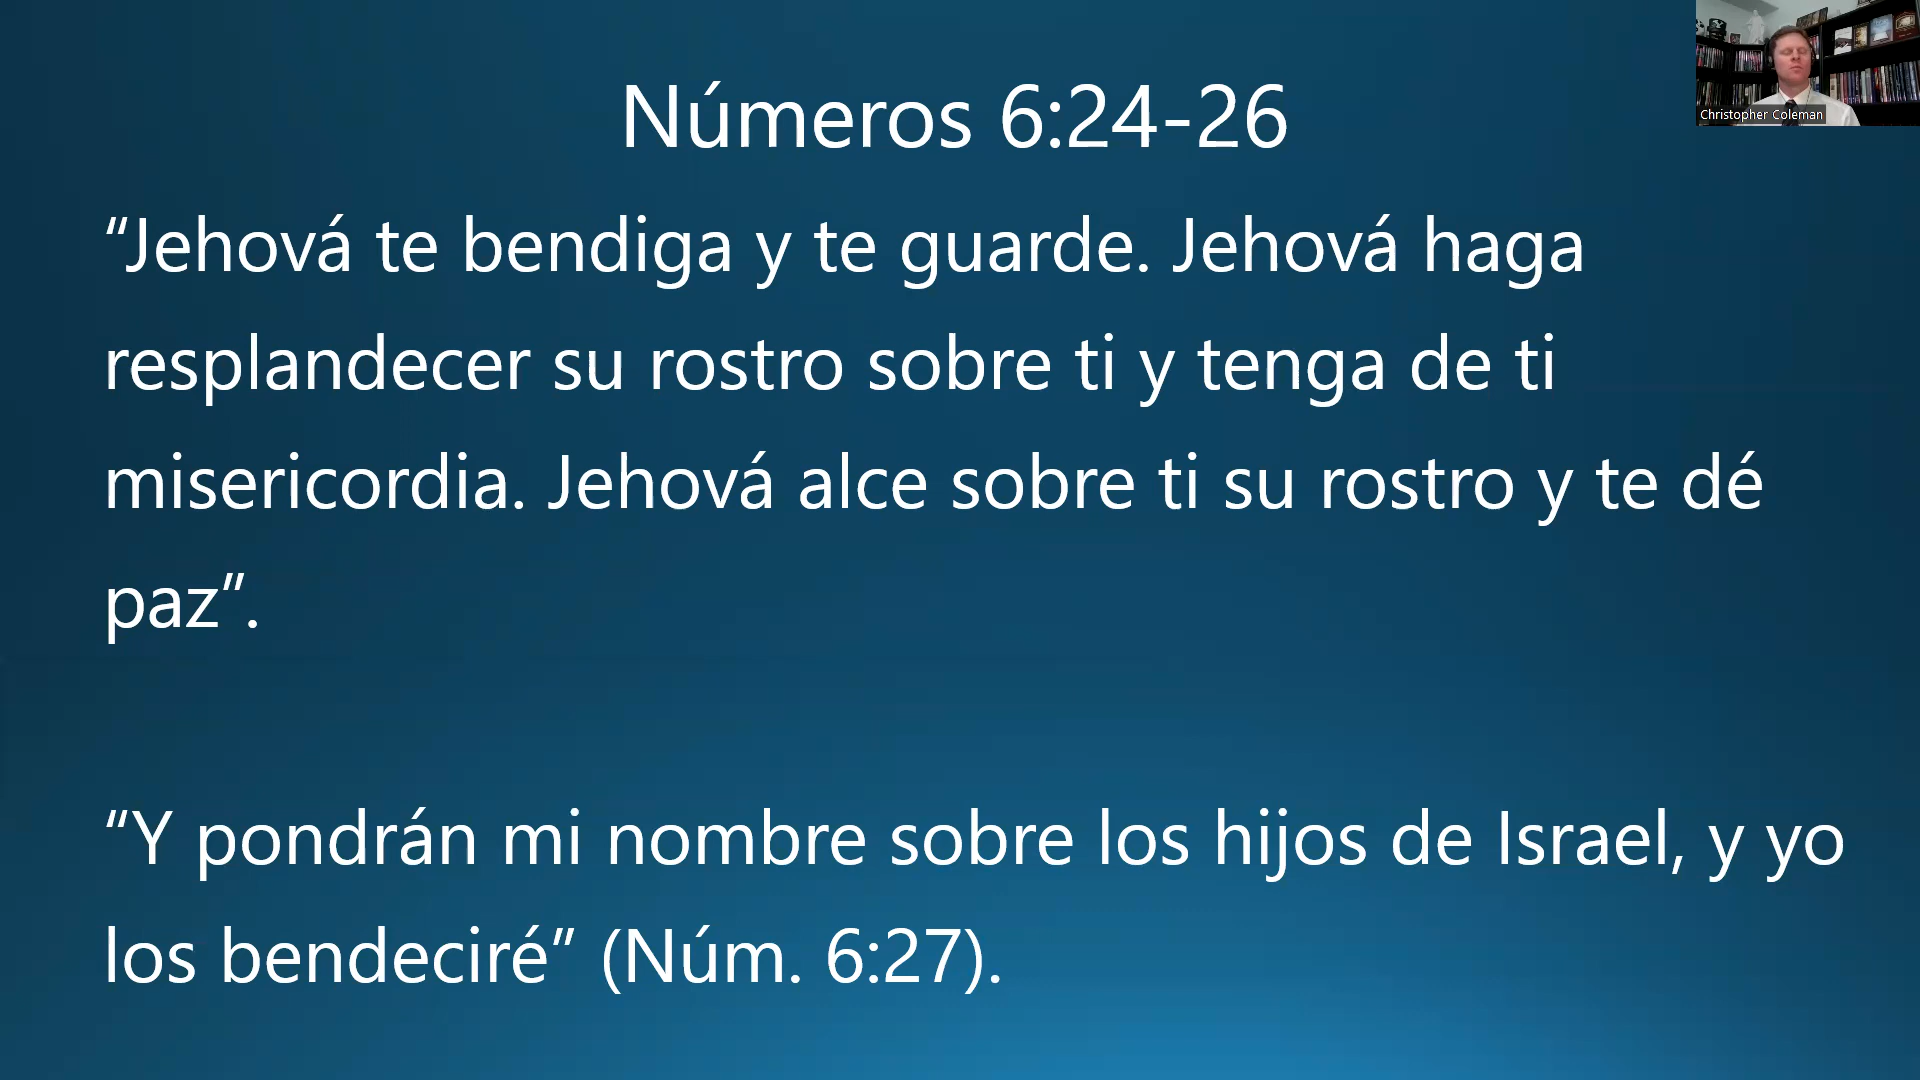 Números 6:24-26
“Jehová te bendiga y te guarde. Jehová haga
resplandecer su rostro sobre ti y tenga de ti
misericordia. Jehová alce sobre ti su rostro y te dé
paz”.
“Y pondrán mi nombre sobre los hijos de Israel, y yo
los bendeciré” (Núm. 6:27).
Christopher Coleman